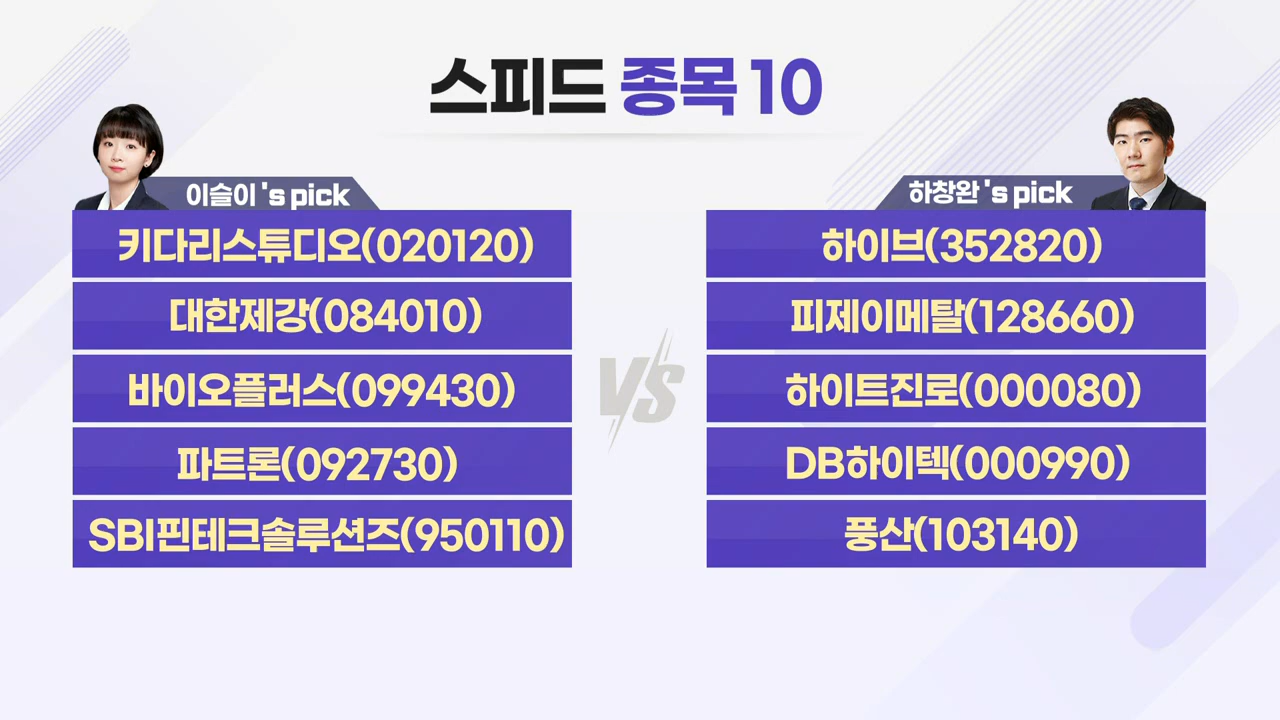 스피드 종목 10
이슬이 's pick
키다리스튜디오(020120)
대한제강(084010)
바이오플러스(099430)
파트론(092730)
SBI핀테크솔루션즈(950110)
VS
하창완 's pick
하이브(352820)
피제이메탈(128660)
하이트진로(000080)
DB하이텍(000990)
풍산(103140)